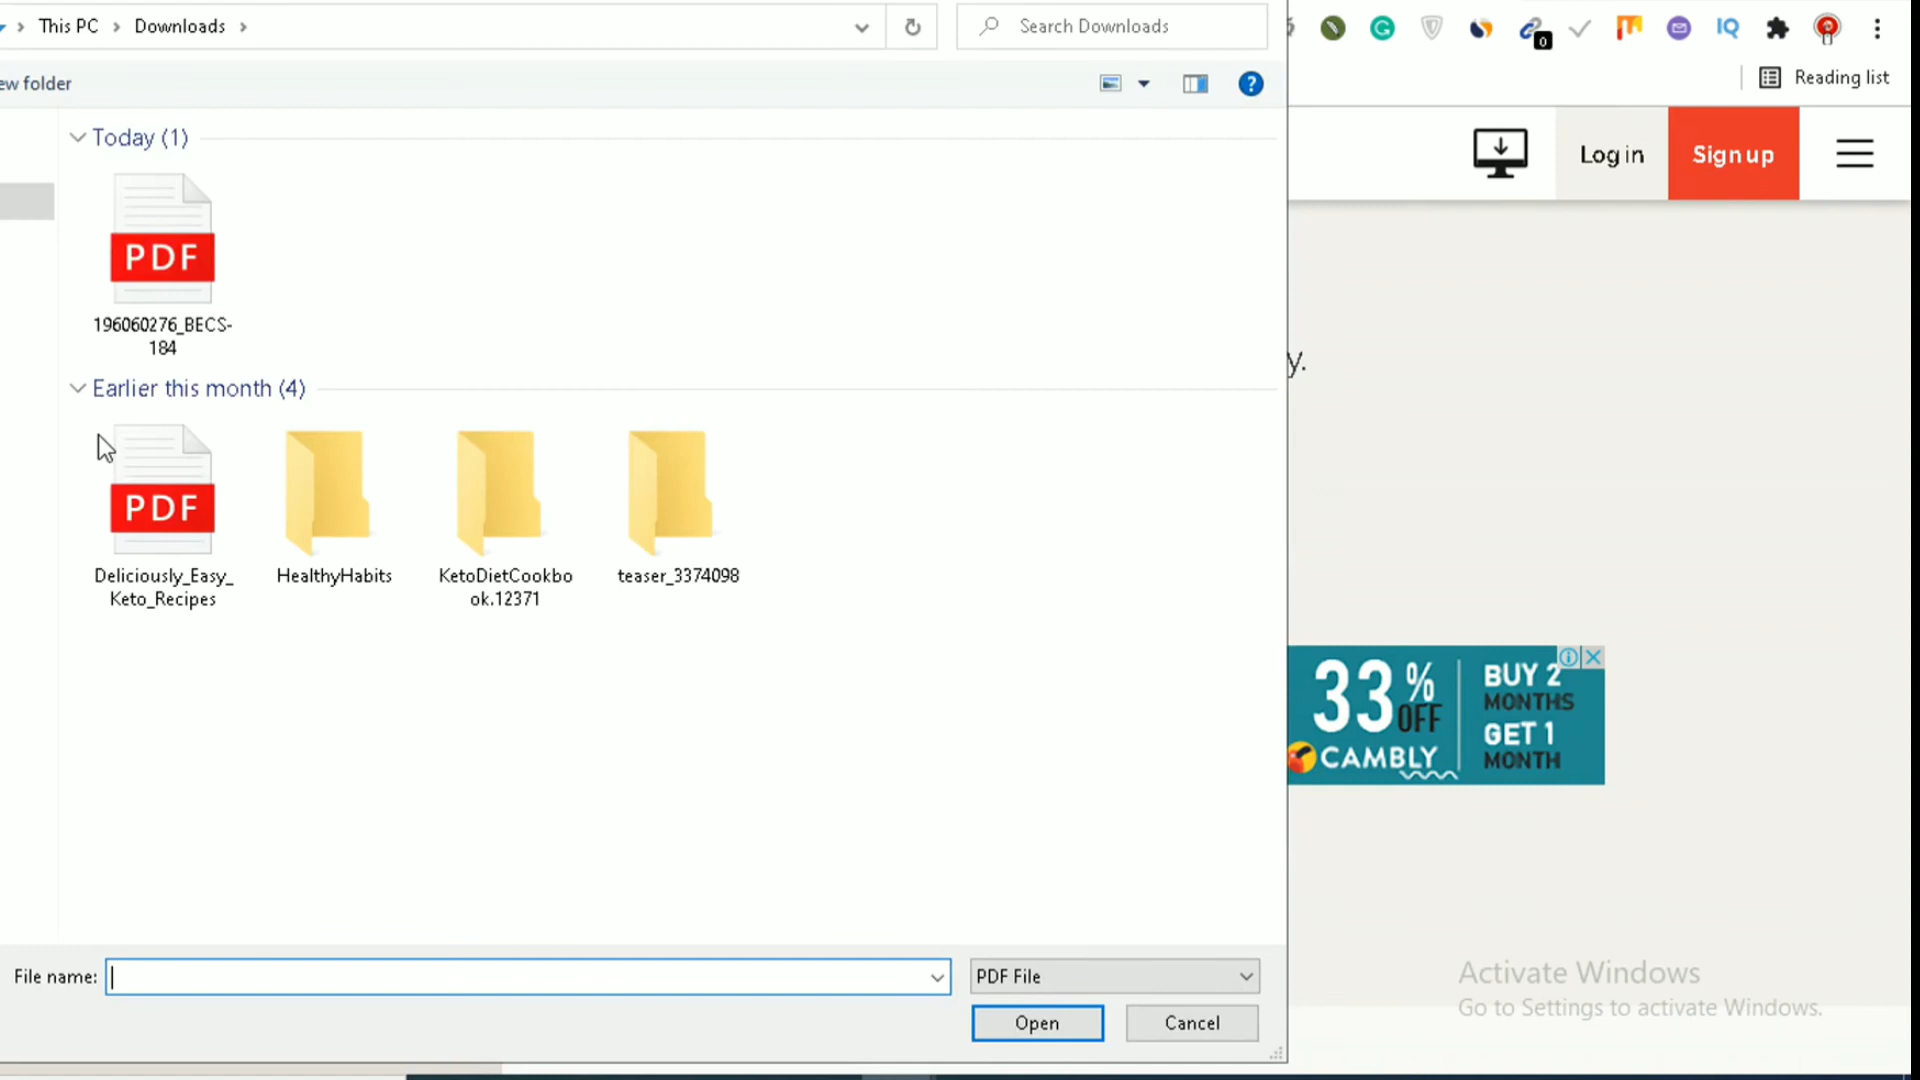 This PC
Downloads
Search Downloads
0
IQ
ew folder
?
Reading list
Today (1)
Log in
Sign up
PDF
196060276_BECS-
184
y.
Earlier this month (4)
PDF
Deliciously_Easy_
Keto_Recipes
HealthyHabits
KetoDietCookbo
ok.12371
teaser_3374098
33% OFF
CAMBLY
BUY 2
MONTHS
GET 1
MONTH
File name:
PDF File
Open
Cancel
Activate Windows
Go to Settings to activate Windows.